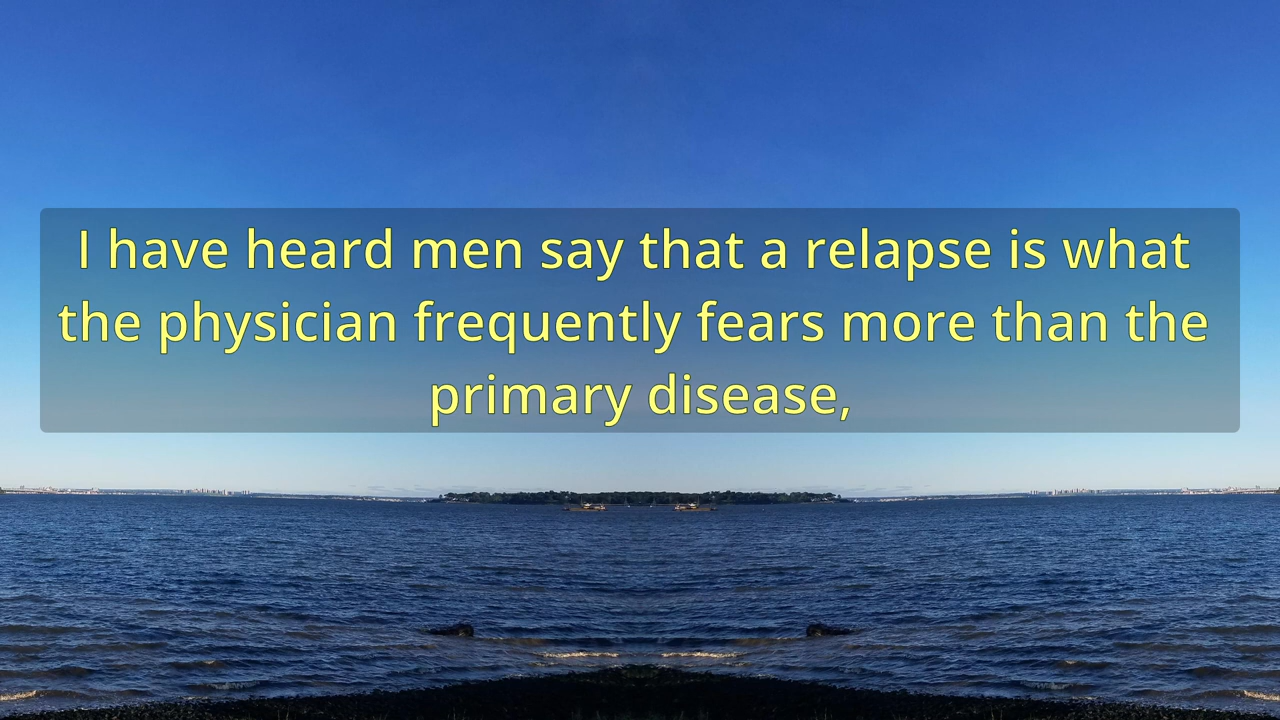 I have heard men say that a relapse is what
the physician frequently fears more than the
primary disease,